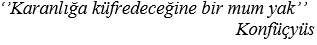 ‘’Karanlığa küfredeceğine bir mum yak’’
Konfüçyüs